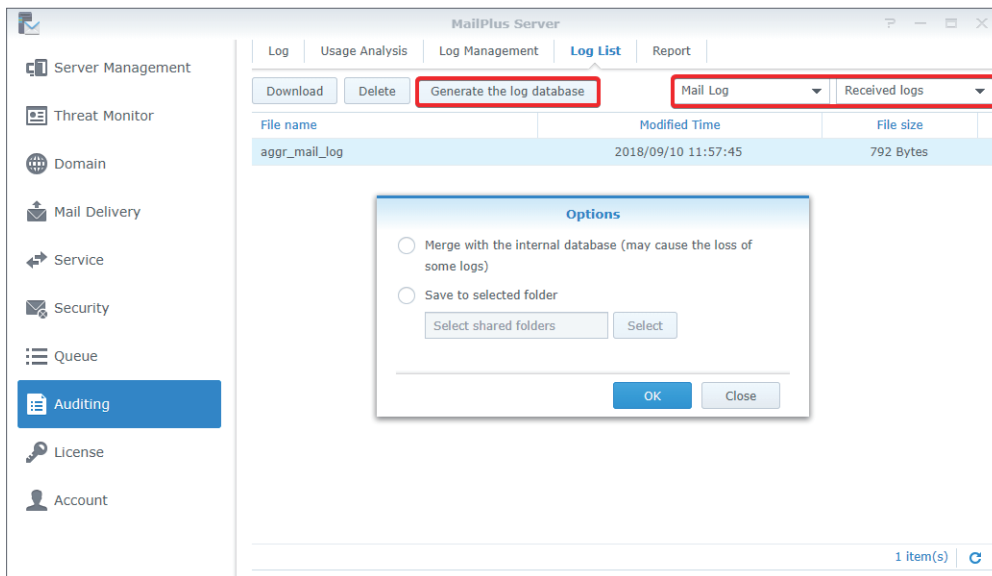 MailPlus Server
Server Management
Threat Monitor
Domain
Mail Delivery
Service
Security
Queue
Auditing
License
Account
Log Usage Analysis Log Management Log List Report
Download Delete Generate the log database Mail Log Received logs
File name Modified Time File size
aggr_mail_log 2018/09/10 11:57:45 792 Bytes
Options
Merge with the internal database (may cause the loss of
some logs)
Save to selected folder
Select shared folders Select
OK Close
1 item(s)